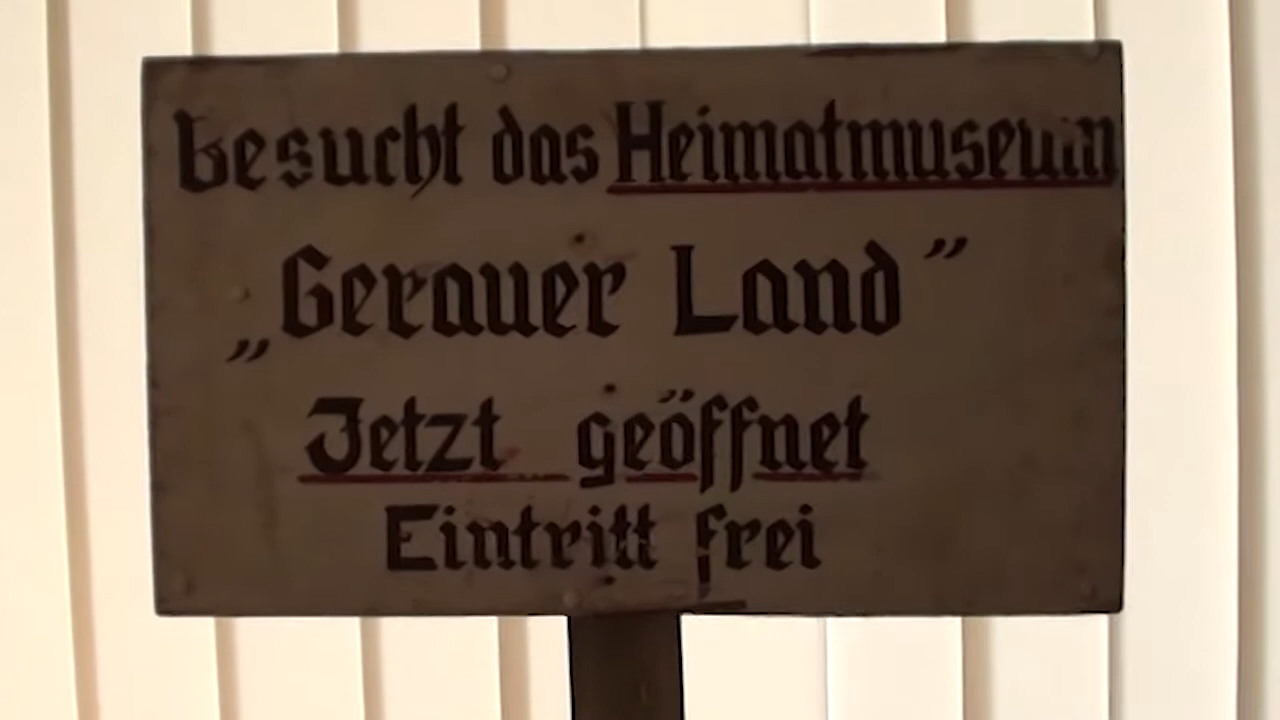 Besucht das Heimatmuseum
„Gerauer Land”
Jetzt geöffnet
Eintritt frei